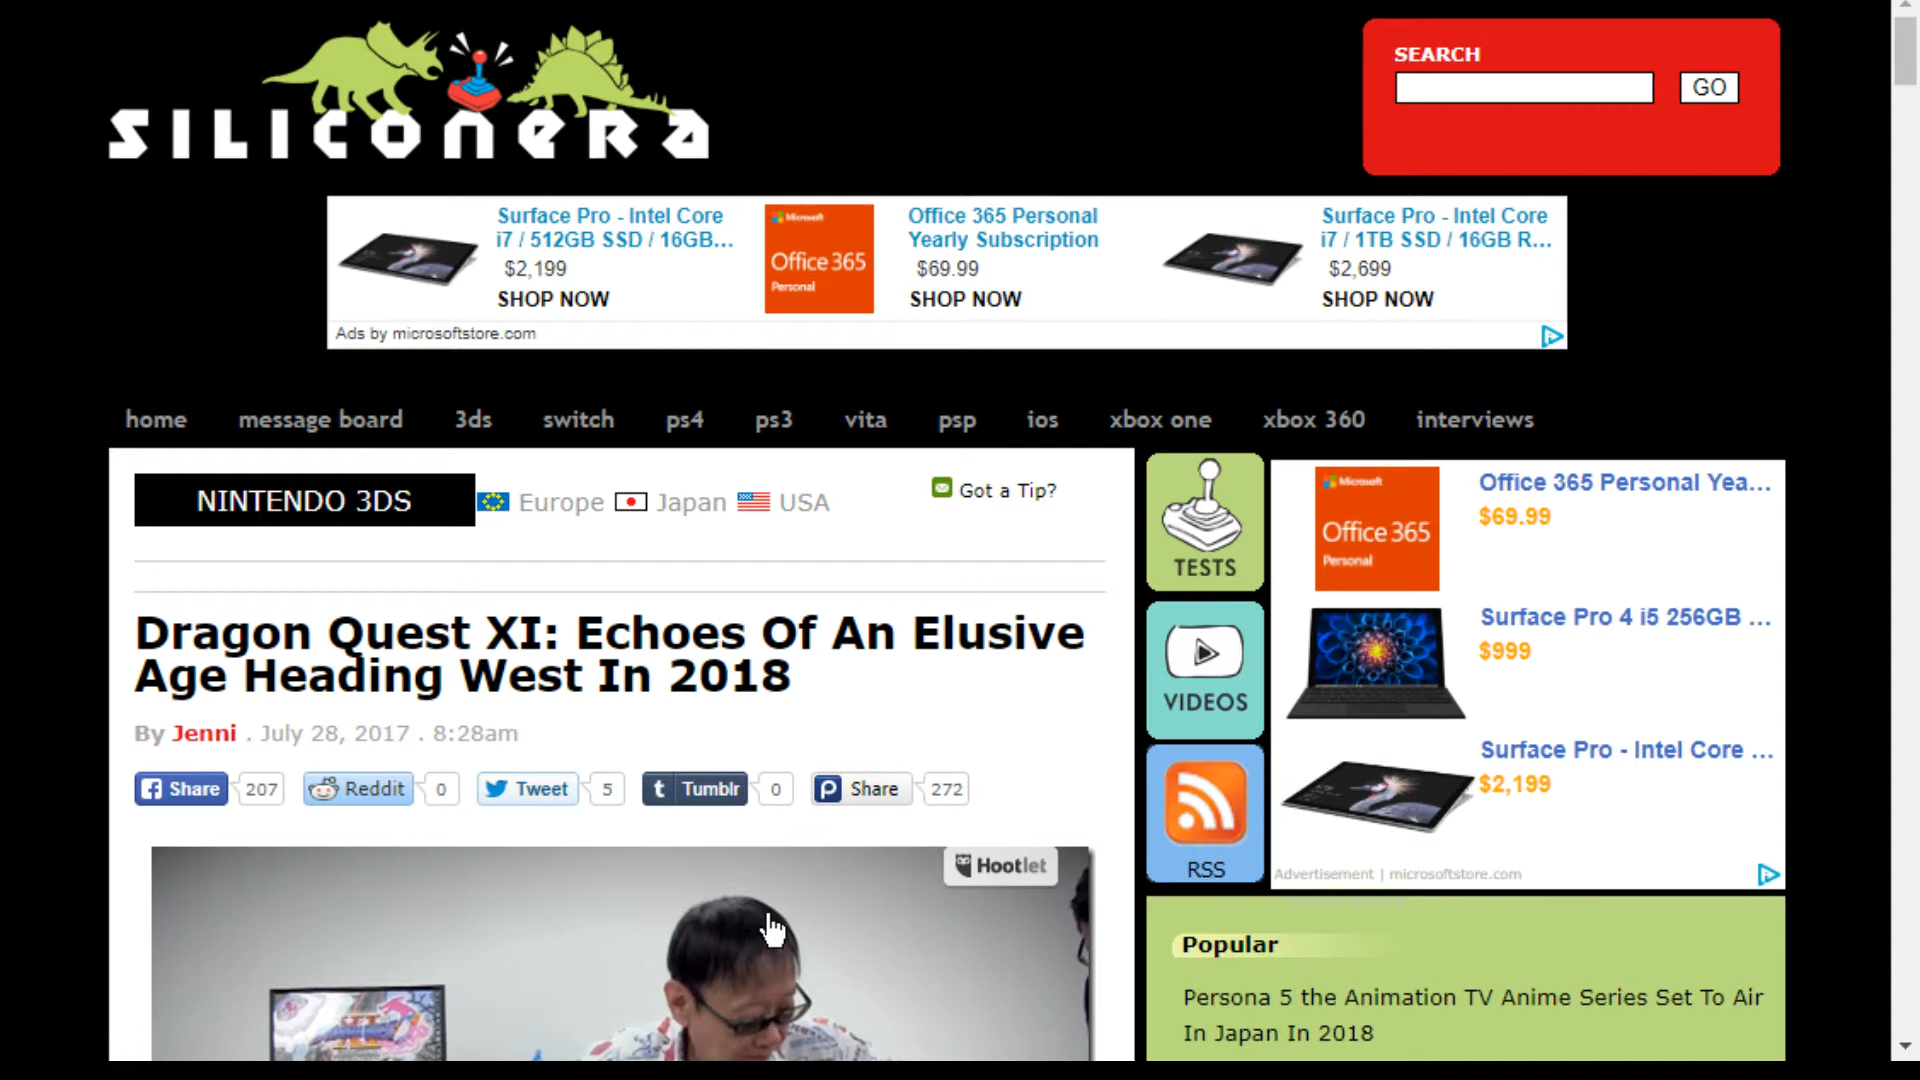 SILICONERA
SEARCH
GO
Surface Pro - Intel Core
i7 / 512GB SSD / 16GB...
$2,199
SHOP NOW
Microsoft
Office 365
Personal
Office 365 Personal
Yearly Subscription
$69.99
SHOP NOW
Surface Pro - Intel Core
i7 / 1TB SSD / 16GB R...
$2,699
SHOP NOW
Ads by microsoftstore.com
home message board 3ds switch ps4 ps3 vita psp ios xbox one xbox 360 interviews
NINTENDO 3DS Europe Japan USA
Got a Tip?
Dragon Quest XI: Echoes Of An Elusive
Age Heading West In 2018
By Jenni . July 28, 2017 . 8:28am
Share 207 Reddit 0 Tweet 5 Tumblr 0 Share 272
Hootlet
XI
TESTS
VIDEOS
RSS
Microsoft
Office 365
Personal
Office 365 Personal Yea...
$69.99
Surface Pro 4 i5 256GB ...
$999
Surface Pro - Intel Core ...
$2,199
Advertisement | microsoftstore.com
Popular
Persona 5 the Animation TV Anime Series Set To Air
In Japan In 2018